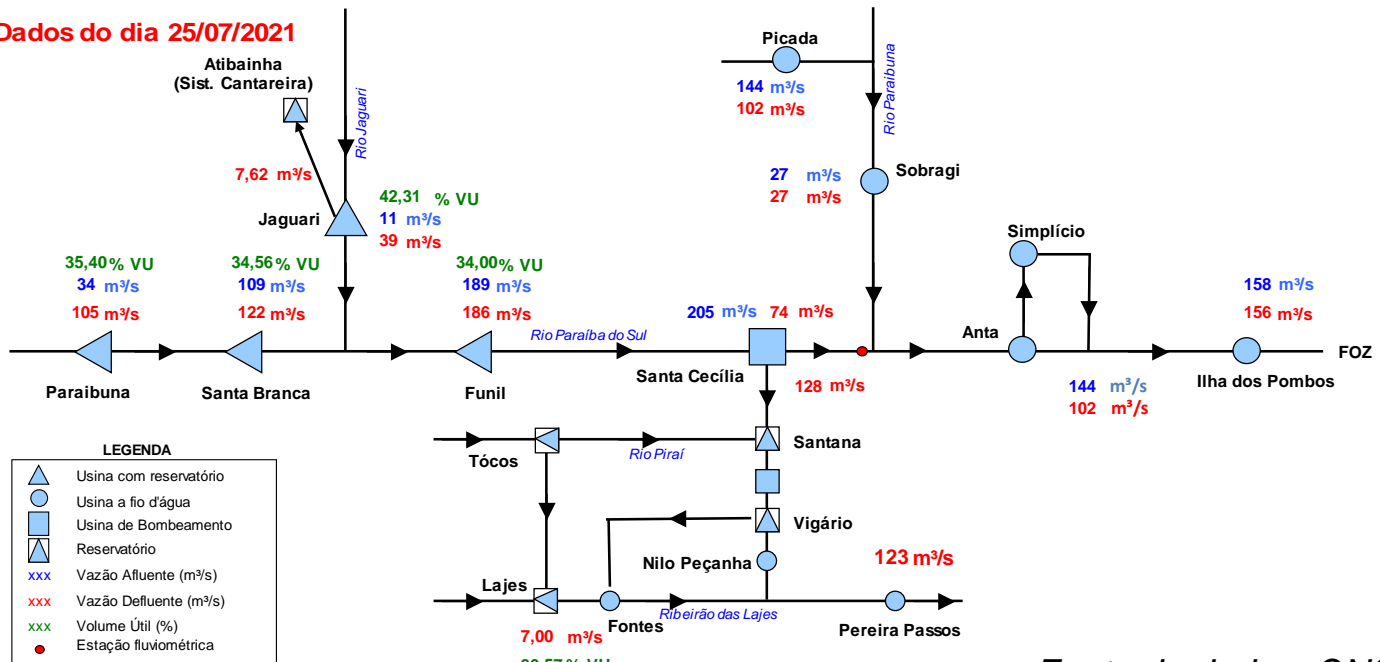 Dados do dia 25/07/2021
Atibainha
(Sist. Cantareira)
Rio Jaguari
7,62 m³/s
Jaguari
42,31 % VU
11 m³/s
39 m³/s
35,40% VU
34 m³/s
105 m³/s
Paraibuna
34,56% VU
109 m³/s
122 m³/s
Santa Branca
34,00% VU
189 m³/s
186 m³/s
Funil
Rio Paraíba do Sul
205 m³/s 74 m³/s
Santa Cecília
128 m³/s
Picada
144 m³/s
102 m³/s
Rio Paraibuna
27 m³/s
27 m³/s
Sobragi
Simplício
Anta
144 m³/s
102 m³/s
158 m³/s
156 m³/s
Ilha dos Pombos
FOZ
Tócos
Rio Piraí
Santana
Vigário
Nilo Peçanha
Lajes
7,00 m³/s
Fontes
Ribeirão das Lajes
123 m³/s
Pereira Passos
LEGENDA
Usina com reservatório
Usina a fio d'água
Usina de Bombeamento
Reservatório
xxx Vazão Afluente (m³/s)
xxx Vazão Defluente (m³/s)
xxx Volume Útil (%)
Estação fluviométrica